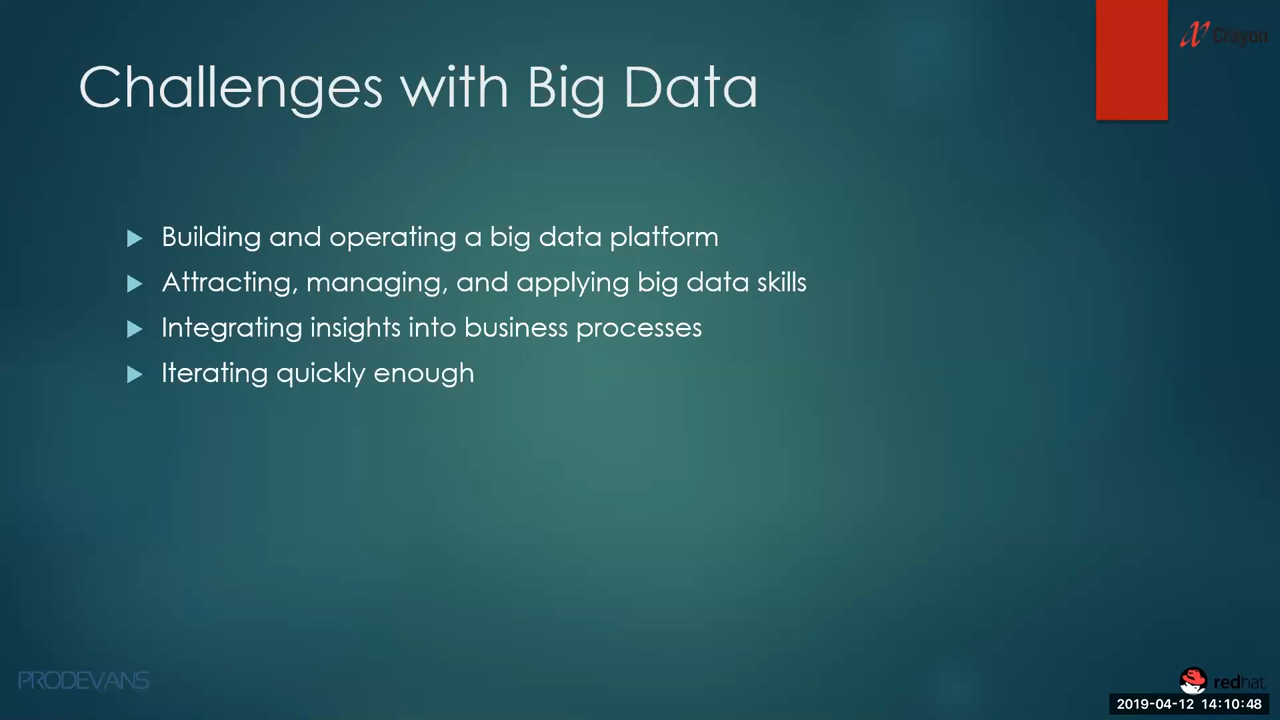 Crayon
Challenges with Big Data
Building and operating a big data platform
Attracting, managing, and applying big data skills
Integrating insights into business processes
Iterating quickly enough
PRODEVANS
redhat.
2019-04-12 14:10:48